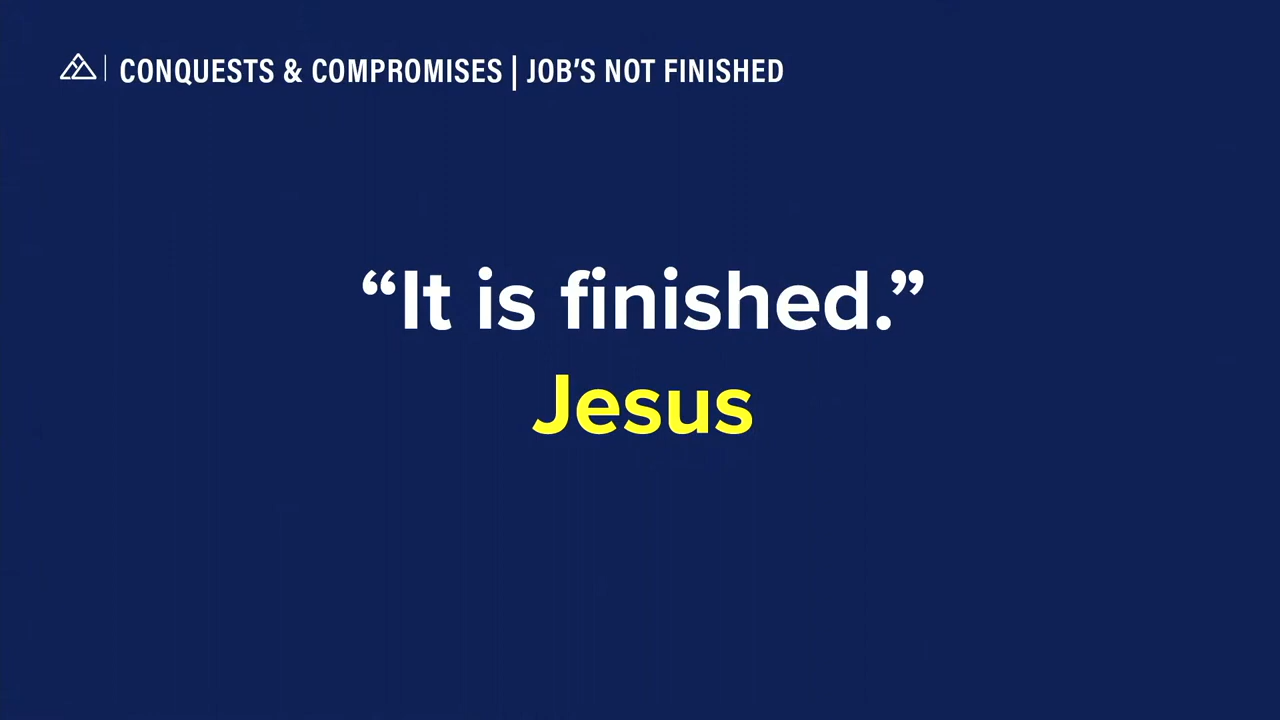 CONQUESTS & COMPROMISES | JOB’S NOT FINISHED
“It is finished.”
Jesus